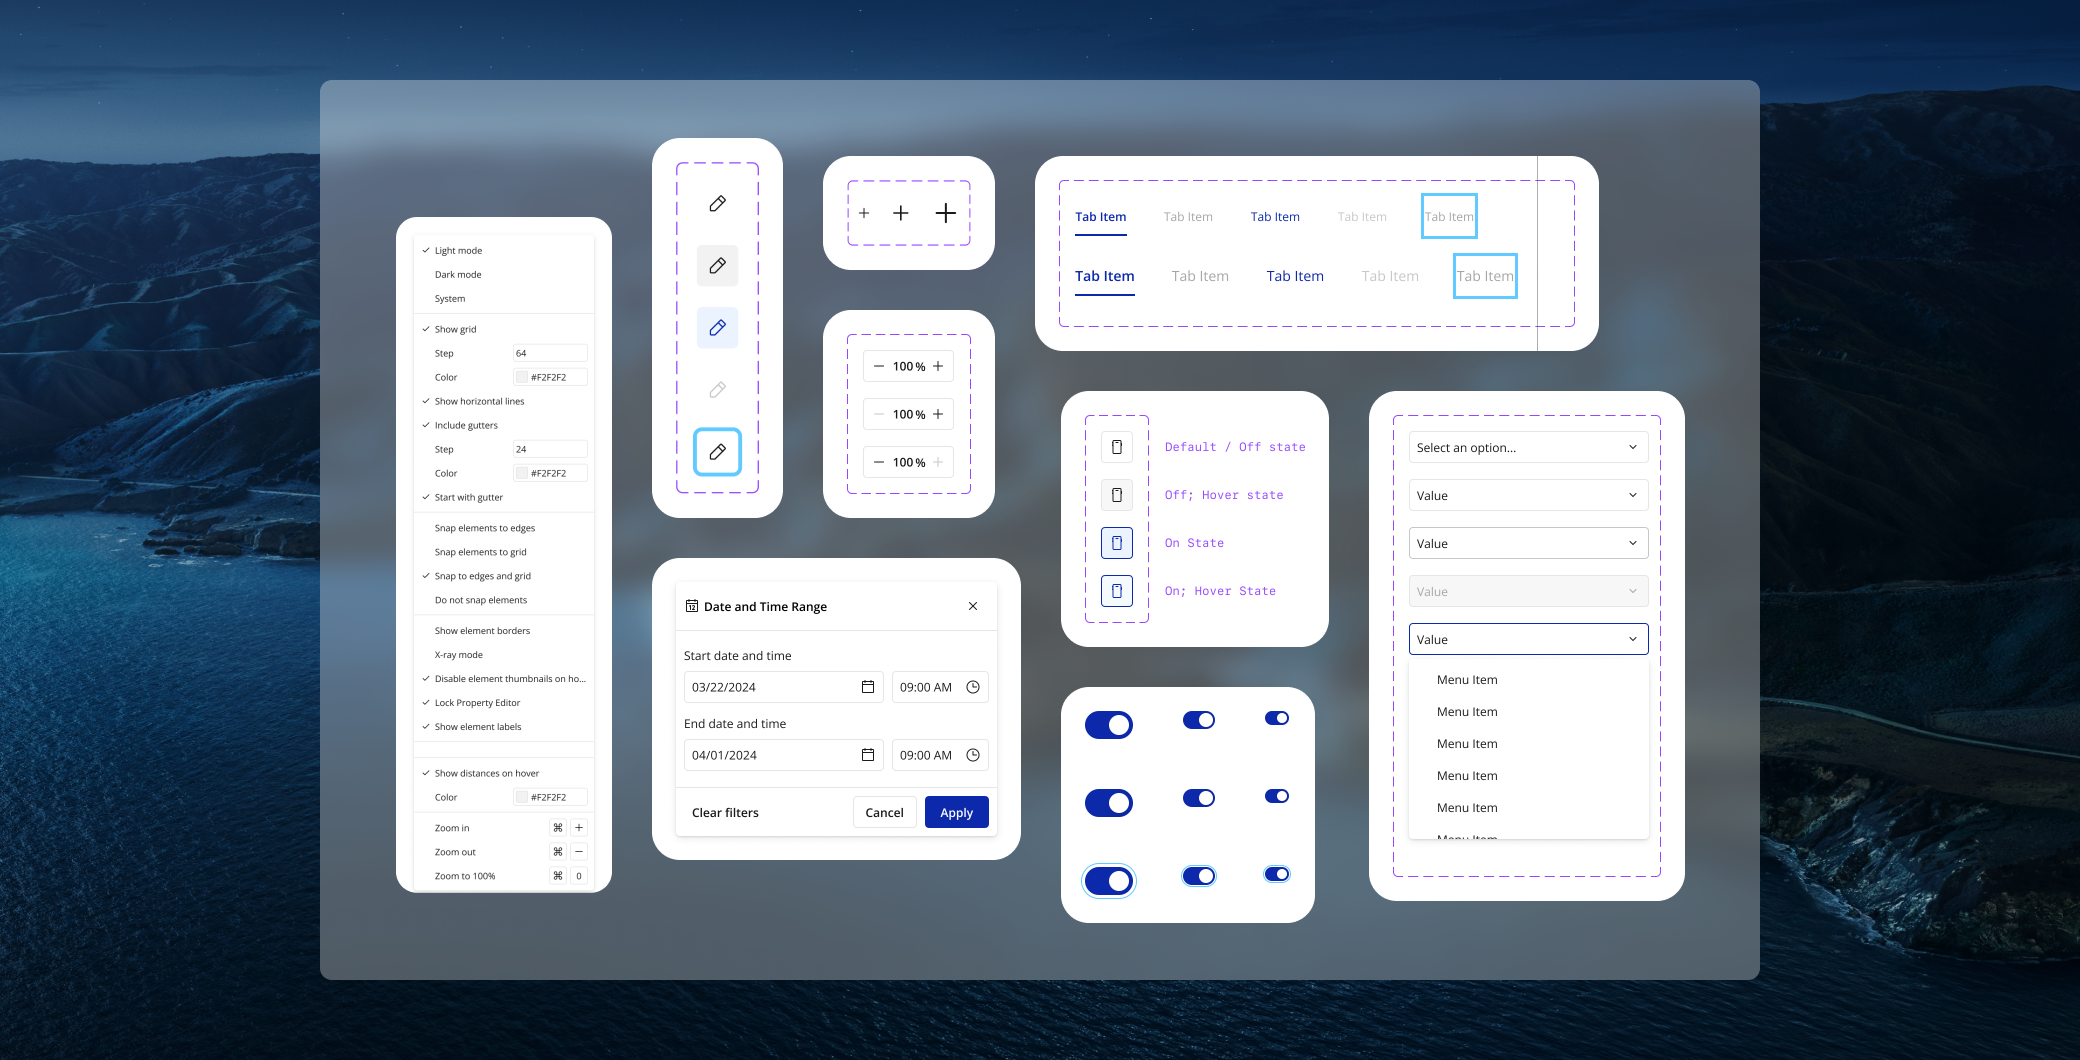 Light mode
Dark mode
System
Show grid
Step 64
Color #F2F2F2
Show horizontal lines
Include gutters
Step 24
Color #F2F2F2
Start with gutter
Snap elements to edges
Snap elements to grid
Snap to edges and grid
Do not snap elements
Show element borders
X-ray mode
Disable element thumbnails on ho...
Lock Property Editor
Show element labels
Show distances on hover
Color #F2F2F2
Zoom in ⌘ +
Zoom out ⌘ −
Zoom to 100% ⌘ 0
− 100 % +
− 100 % +
− 100 % +
12 Date and Time Range
Start date and time
03/22/2024 09:00 AM
End date and time
04/01/2024 09:00 AM
Clear filters Cancel Apply
Tab Item Tab Item Tab Item Tab Item Tab Item
Tab Item Tab Item Tab Item Tab Item Tab Item
Default / Off state
Off; Hover state
On State
On; Hover State
Select an option...
Value
Value
Value
Value
Menu Item
Menu Item
Menu Item
Menu Item
Menu Item
Menu Item